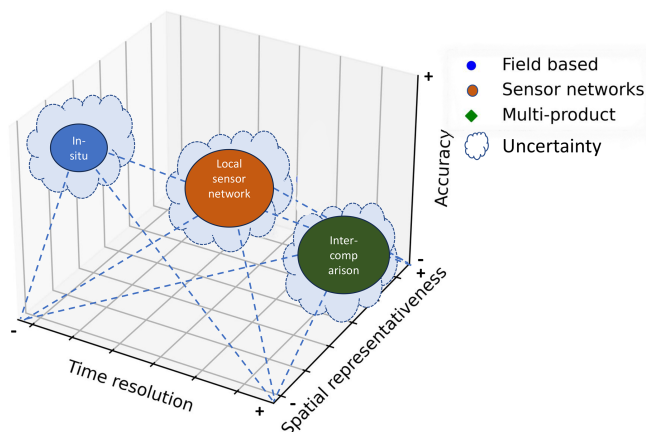 +
Field based
Sensor networks
Multi-product
Uncertainty
Accuracy
In-
situ
Local
sensor
network
Inter-
comp
arison
-
+
Spatial representativeness
-
Time resolution
+
-